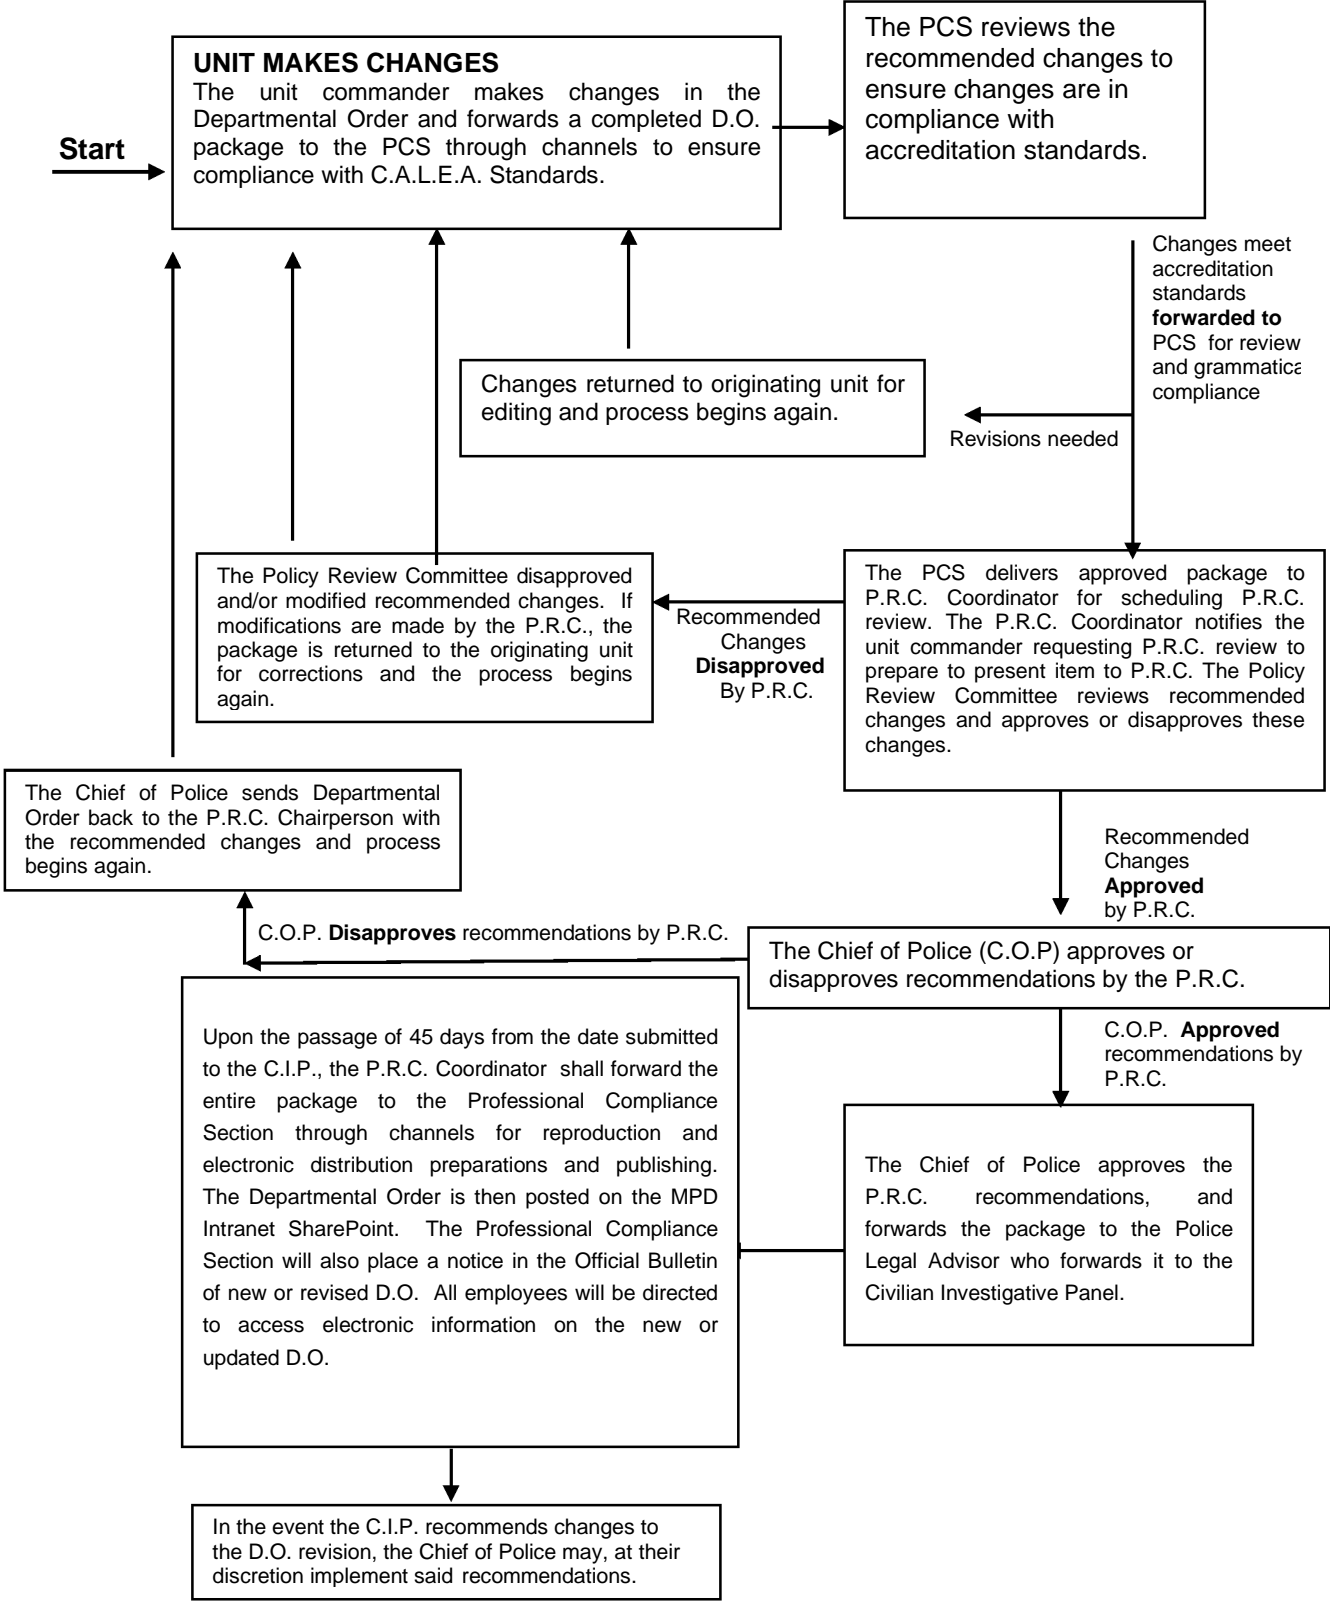 Start
UNIT MAKES CHANGES
The unit commander makes changes in the
Departmental Order and forwards a completed D.O.
package to the PCS through channels to ensure
compliance with C.A.L.E.A. Standards.
The PCS reviews the
recommended changes to
ensure changes are in
compliance with
accreditation standards.
Changes meet
accreditation
standards
forwarded to
PCS for review
and grammatica
compliance
Changes returned to originating unit for
editing and process begins again.
Revisions needed
The Policy Review Committee disapproved
and/or modified recommended changes. If
modifications are made by the P.R.C., the
package is returned to the originating unit
for corrections and the process begins
again.
Recommended
Changes
Disapproved
By P.R.C.
The PCS delivers approved package to
P.R.C. Coordinator for scheduling P.R.C.
review. The P.R.C. Coordinator notifies the
unit commander requesting P.R.C. review to
prepare to present item to P.R.C. The Policy
Review Committee reviews recommended
changes and approves or disapproves these
changes.
The Chief of Police sends Departmental
Order back to the P.R.C. Chairperson with
the recommended changes and process
begins again.
Recommended
Changes
Approved
by P.R.C.
C.O.P. Disapproves recommendations by P.R.C.
The Chief of Police (C.O.P) approves or
disapproves recommendations by the P.R.C.
C.O.P. Approved
recommendations by
P.R.C.
Upon the passage of 45 days from the date submitted
to the C.I.P., the P.R.C. Coordinator shall forward the
entire package to the Professional Compliance
Section through channels for reproduction and
electronic distribution preparations and publishing.
The Departmental Order is then posted on the MPD
Intranet SharePoint. The Professional Compliance
Section will also place a notice in the Official Bulletin
of new or revised D.O. All employees will be directed
to access electronic information on the new or
updated D.O.
The Chief of Police approves the
P.R.C. recommendations, and
forwards the package to the Police
Legal Advisor who forwards it to the
Civilian Investigative Panel.
In the event the C.I.P. recommends changes to
the D.O. revision, the Chief of Police may, at their
discretion implement said recommendations.